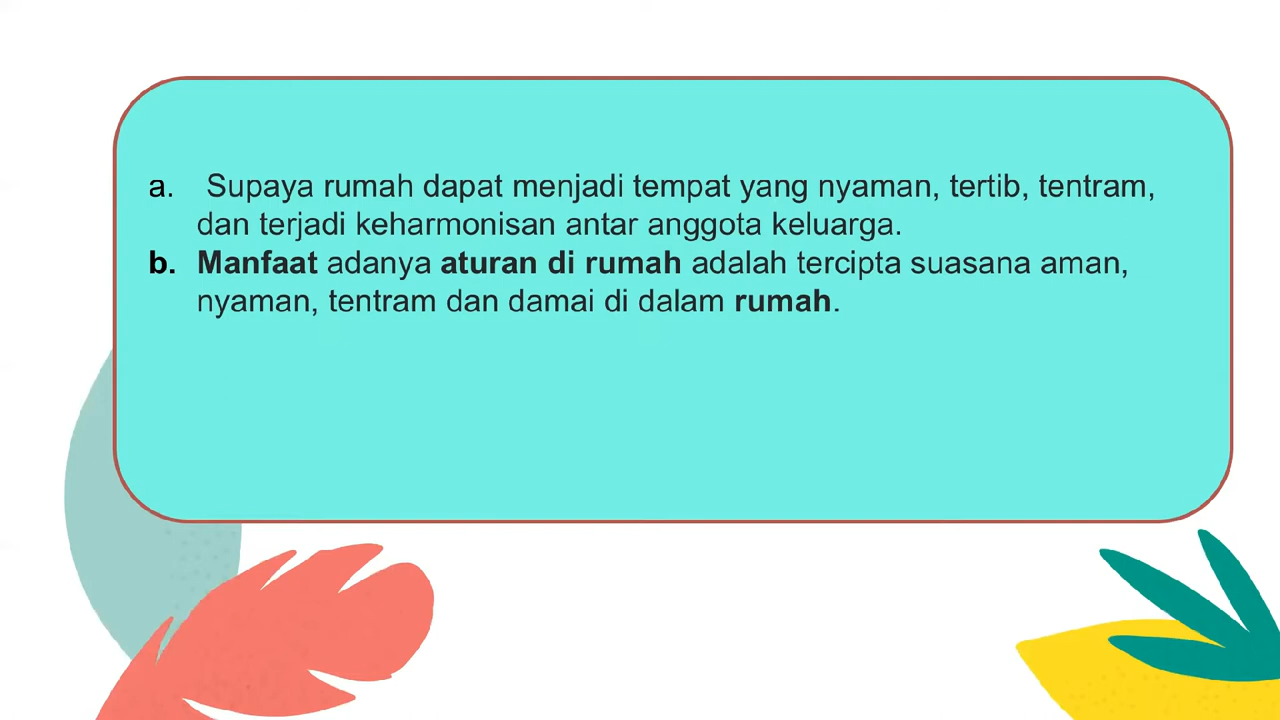 a. Supaya rumah dapat menjadi tempat yang nyaman, tertib, tentram,
dan terjadi keharmonisan antar anggota keluarga.
b. Manfaat adanya aturan di rumah adalah tercipta suasana aman,
nyaman, tentram dan damai di dalam rumah.